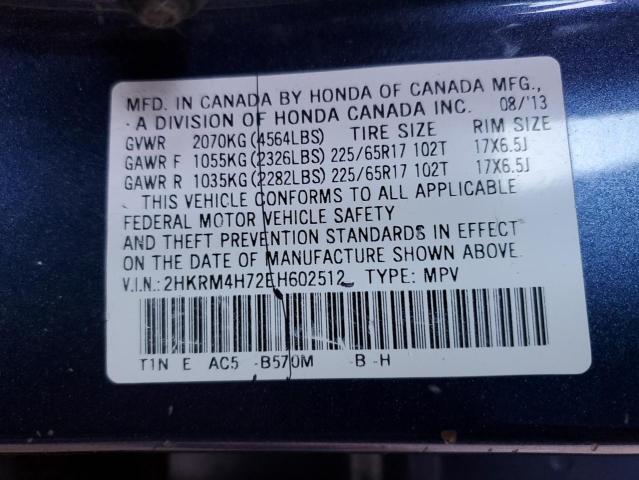 MFD. IN CANADA BY HONDA OF CANADA MFG.,
A DIVISION OF HONDA CANADA INC. 08/'13
GVWR 2070KG(4564LBS) TIRE SIZE RIM SIZE
GAWR F 1055KG(2326LBS) 225/65R17 102T 17X6.5J
GAWR R 1035KG(2282LBS) 225/65R17 102T 17X6.5J
THIS VEHICLE CONFORMS TO ALL APPLICABLE
FEDERAL MOTOR VEHICLE SAFETY
AND THEFT PREVENTION STANDARDS IN EFFECT
ON THE DATE OF MANUFACTURE SHOWN ABOVE.
V.I.N.: 2HKRM4H72EH602512 TYPE: MPV
T1N E AC5 -B570M -B -H